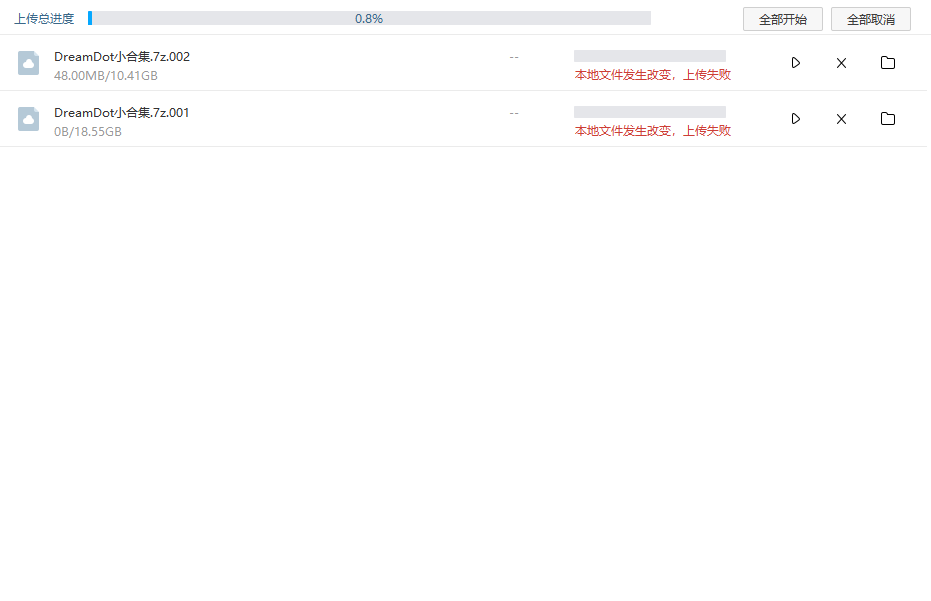 上传总进度 0.8% 全部开始 全部取消
DreamDot小合集.7z.002 --
48.00MB/10.41GB 本地文件发生改变，上传失败
DreamDot小合集.7z.001 --
0B/18.55GB 本地文件发生改变，上传失败